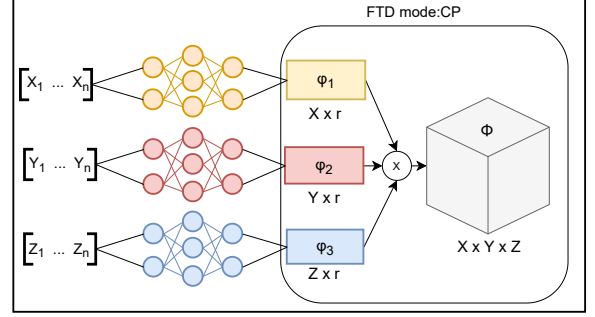 FTD mode:CP
[X₁ ... Xₙ]
φ₁
X x r
[Y₁ ... Yₙ]
φ₂
Y x r
x
Φ
X x Y x Z
[Z₁ ... Zₙ]
φ₃
Z x r